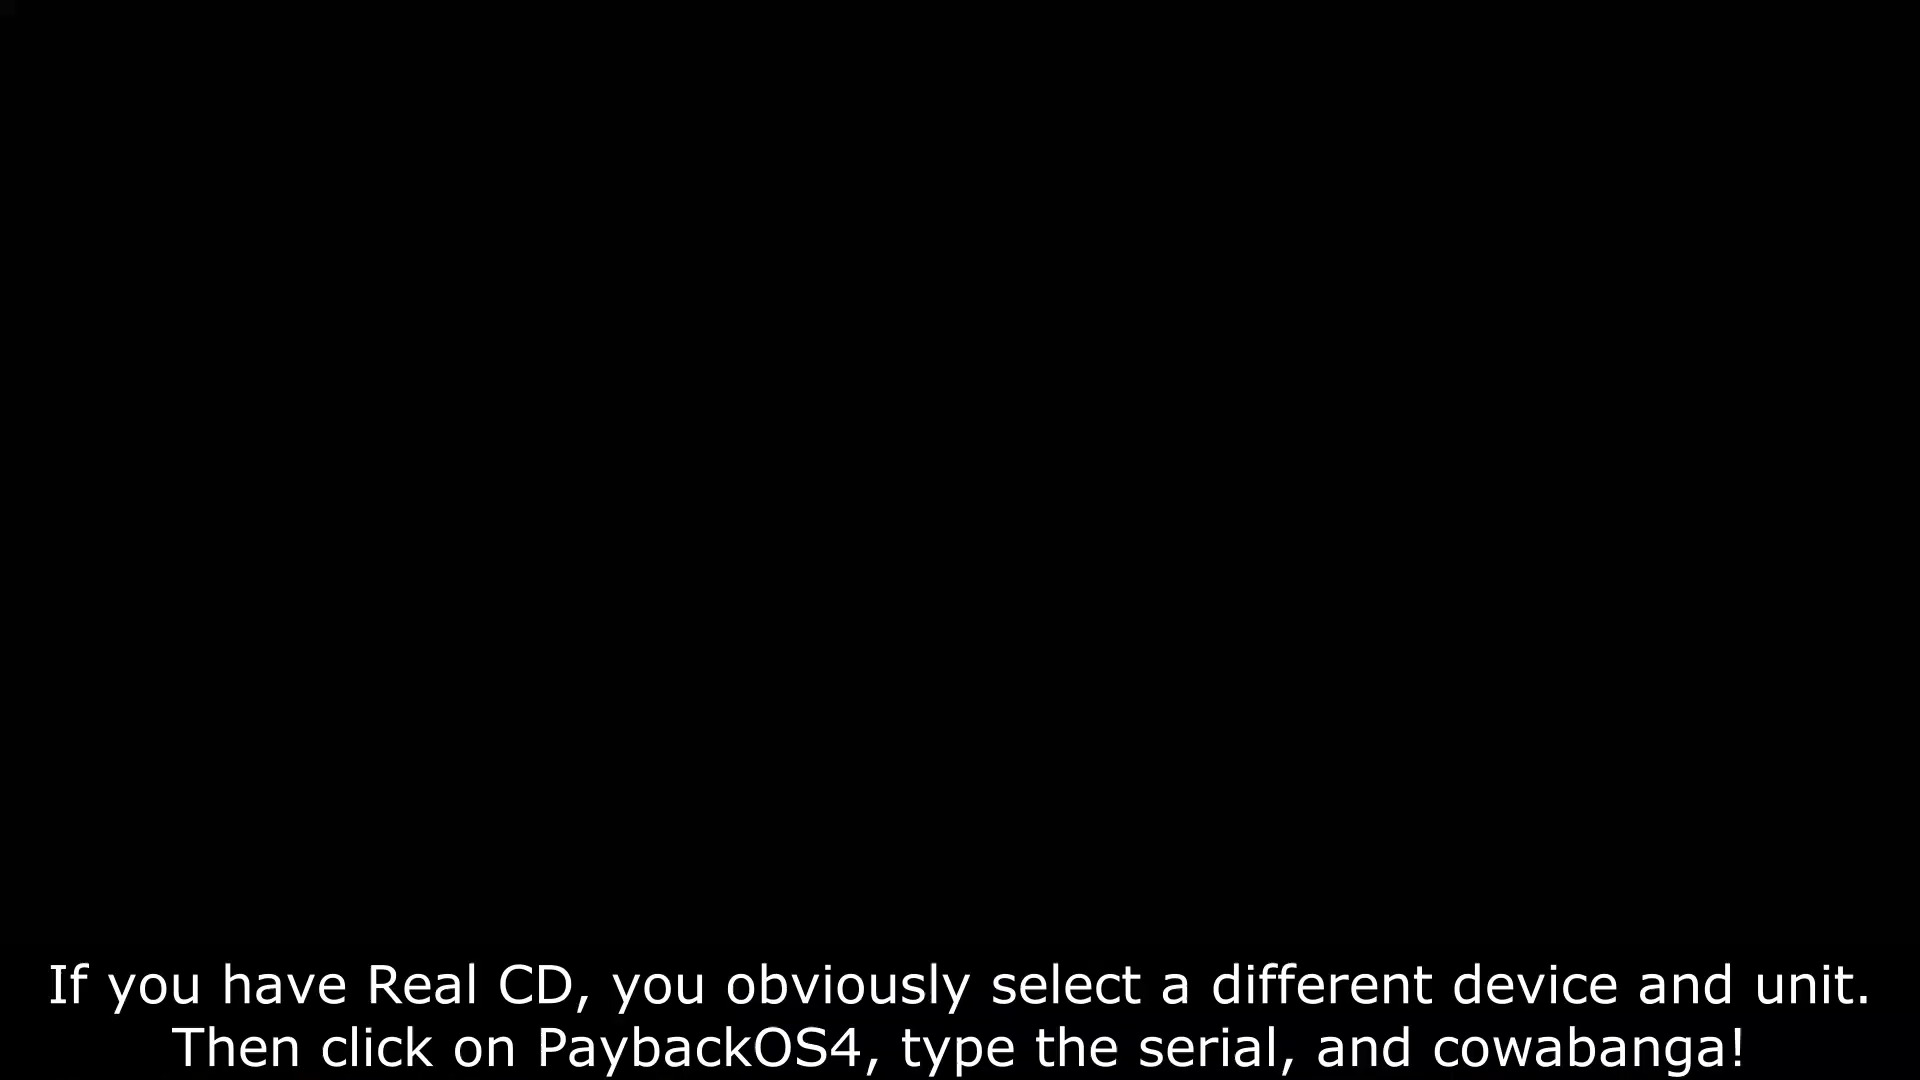 If you have Real CD, you obviously select a different device and unit.
Then click on PaybackOS4, type the serial, and cowabanga!